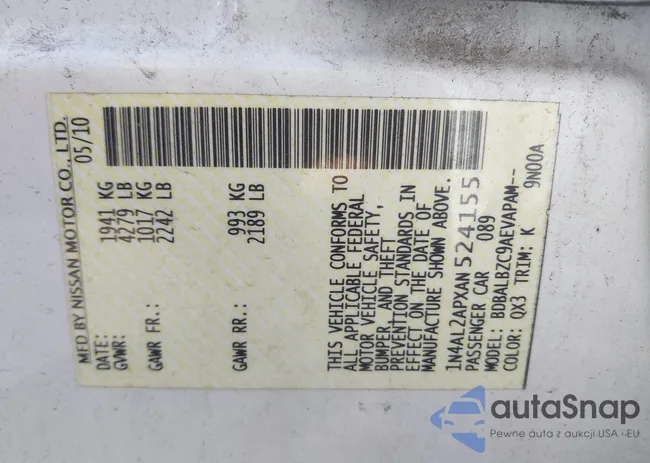 MFD BY NISSAN MOTOR CO., LTD.
DATE: 05/10
GVWR: 1941 KG
4279 LB
GAWR FR.: 1017 KG
2242 LB
GAWR RR.: 993 KG
2189 LB
THIS VEHICLE CONFORMS TO
ALL APPLICABLE FEDERAL
MOTOR VEHICLE SAFETY,
BUMPER, AND THEFT
PREVENTION STANDARDS IN
EFFECT ON THE DATE OF
MANUFACTURE SHOWN ABOVE.
1N4AL2APXAN524155
PASSENGER CAR 089
MODEL: BDBALBZC9AEVAPAM--
COLOR: QX3 TRIM: K 9N00A
autoSnap
Pewne auta z aukcji USA i EU